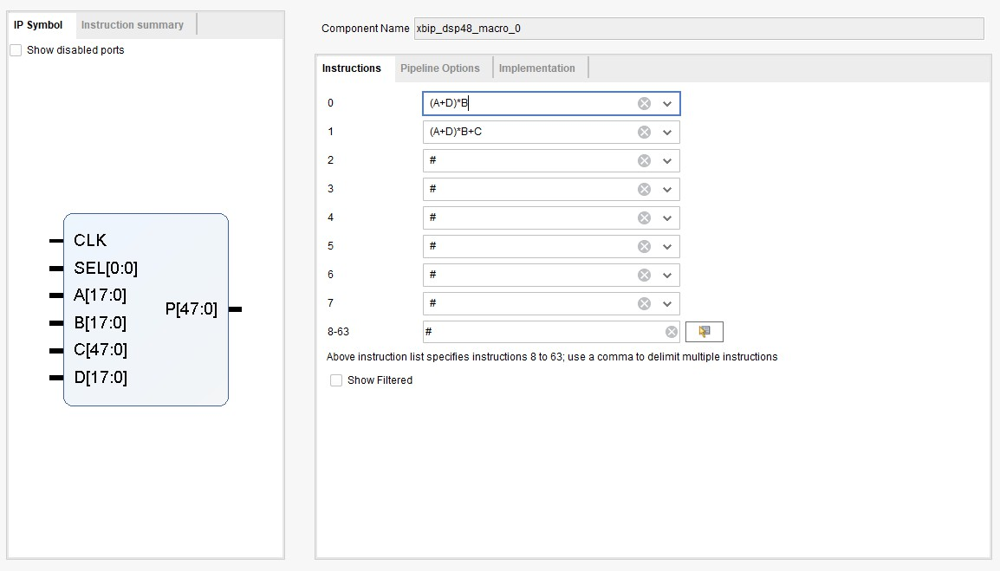 IP Symbol
Instruction summary
Show disabled ports
CLK
SEL[0:0]
A[17:0]
B[17:0]
C[47:0]
D[17:0]
P[47:0]
Component Name xbip_dsp48_macro_0
Instructions
Pipeline Options
Implementation
0 (A+D)*B
1 (A+D)*B+C
2 #
3 #
4 #
5 #
6 #
7 #
8-63 #
Above instruction list specifies instructions 8 to 63; use a comma to delimit multiple instructions
Show Filtered